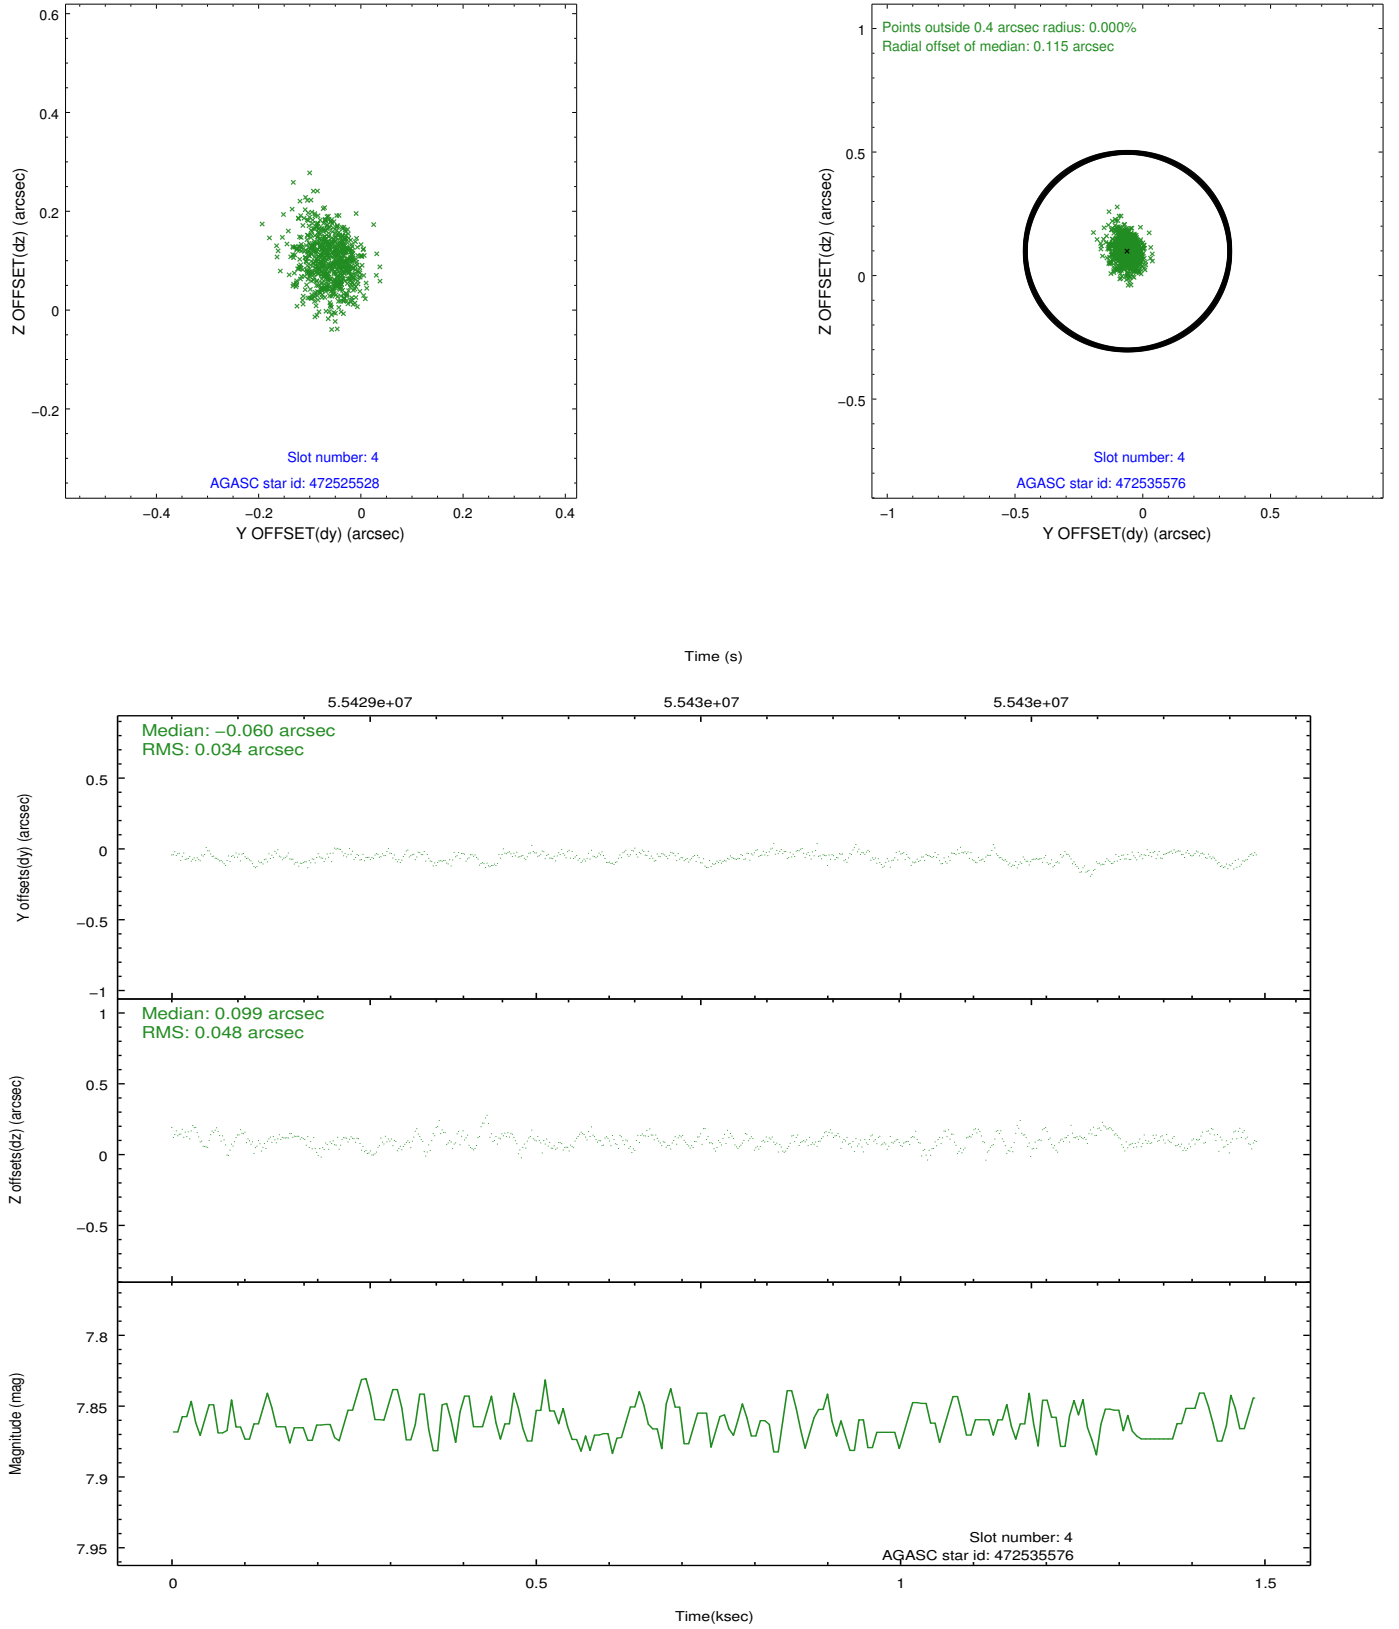 0.6
0.4
0.2
0
−0.2
Z OFFSET(dz) (arcsec)
Slot number: 4
AGASC star id: 472525528
−0.4
−0.2
0
0.2
0.4
Y OFFSET(dy) (arcsec)
Points outside 0.4 arcsec radius: 0.000%
Radial offset of median: 0.115 arcsec
1
0.5
0
−0.5
Z OFFSET(dz) (arcsec)
Slot number: 4
AGASC star id: 472535576
−1
−0.5
0
0.5
Y OFFSET(dy) (arcsec)
Time (s)
5.5429e+07
5.543e+07
5.543e+07
Median: −0.060 arcsec
RMS: 0.034 arcsec
0.5
0
−0.5
−1
Y offsets(dy) (arcsec)
Median: 0.099 arcsec
RMS: 0.048 arcsec
1
0.5
0
−0.5
Z offsets(dz) (arcsec)
7.8
7.85
7.9
7.95
Magnitude (mag)
Slot number: 4
AGASC star id: 472535576
0
0.5
1
1.5
Time(ksec)